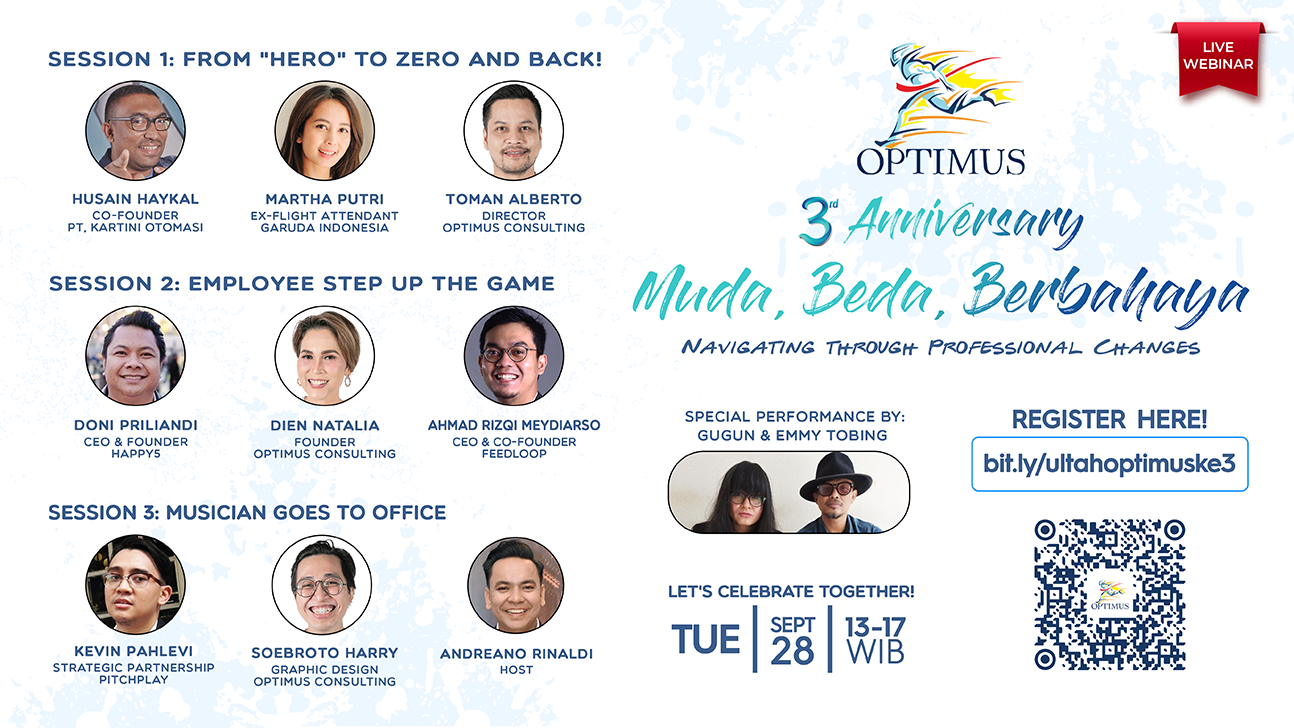 SESSION 1: FROM "HERO" TO ZERO AND BACK!
HUSAIN HAYKAL
CO-FOUNDER
PT, KARTINI OTOMASI
MARTHA PUTRI
EX-FLIGHT ATTENDANT
GARUDA INDONESIA
TOMAN ALBERTO
DIRECTOR
OPTIMUS CONSULTING
SESSION 2: EMPLOYEE STEP UP THE GAME
DONI PRILIANDI
CEO & FOUNDER
HAPPY5
DIEN NATALIA
FOUNDER
OPTIMUS CONSULTING
AHMAD RIZQI MEYDIARSO
CEO & CO-FOUNDER
FEEDLOOP
SESSION 3: MUSICIAN GOES TO OFFICE
KEVIN PAHLEVI
STRATEGIC PARTNERSHIP
PITCHPLAY
SOEBROTO HARRY
GRAPHIC DESIGN
OPTIMUS CONSULTING
ANDREANO RINALDI
HOST
LIVE
WEBINAR
OPTIMUS
3rd Anniversary
Muda, Beda, Berbahaya
NAVIGATING THROUGH PROFESSIONAL CHANGES
SPECIAL PERFORMANCE BY:
GUGUN & EMMY TOBING
LET'S CELEBRATE TOGETHER!
TUE
SEPT
28
13-17
WIB
REGISTER HERE!
bit.ly/ultahoptimuske3
OPTIMUS